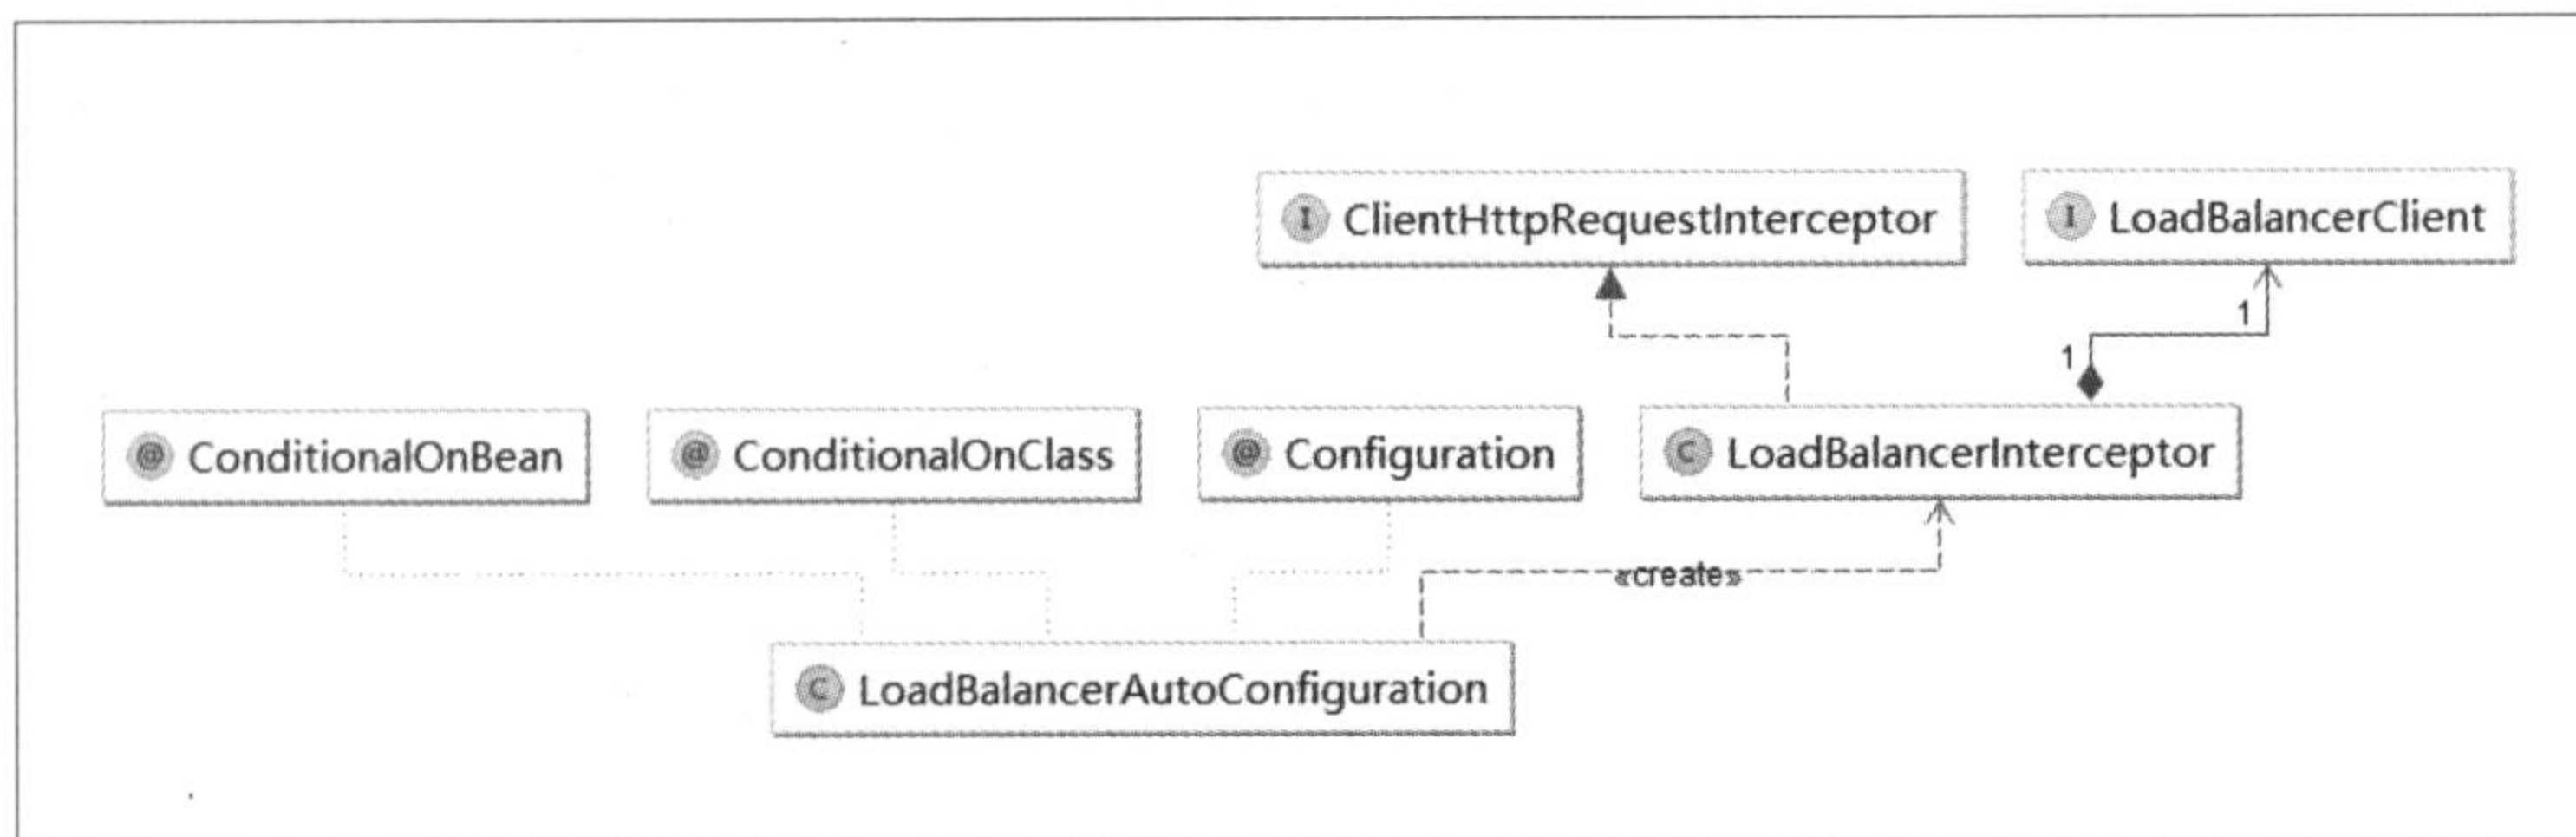 I ClientHttpRequestInterceptor
I LoadBalancerClient
1
1
@ ConditionalOnBean
@ ConditionalOnClass
@ Configuration
C LoadBalancerInterceptor
«create»
C LoadBalancerAutoConfiguration